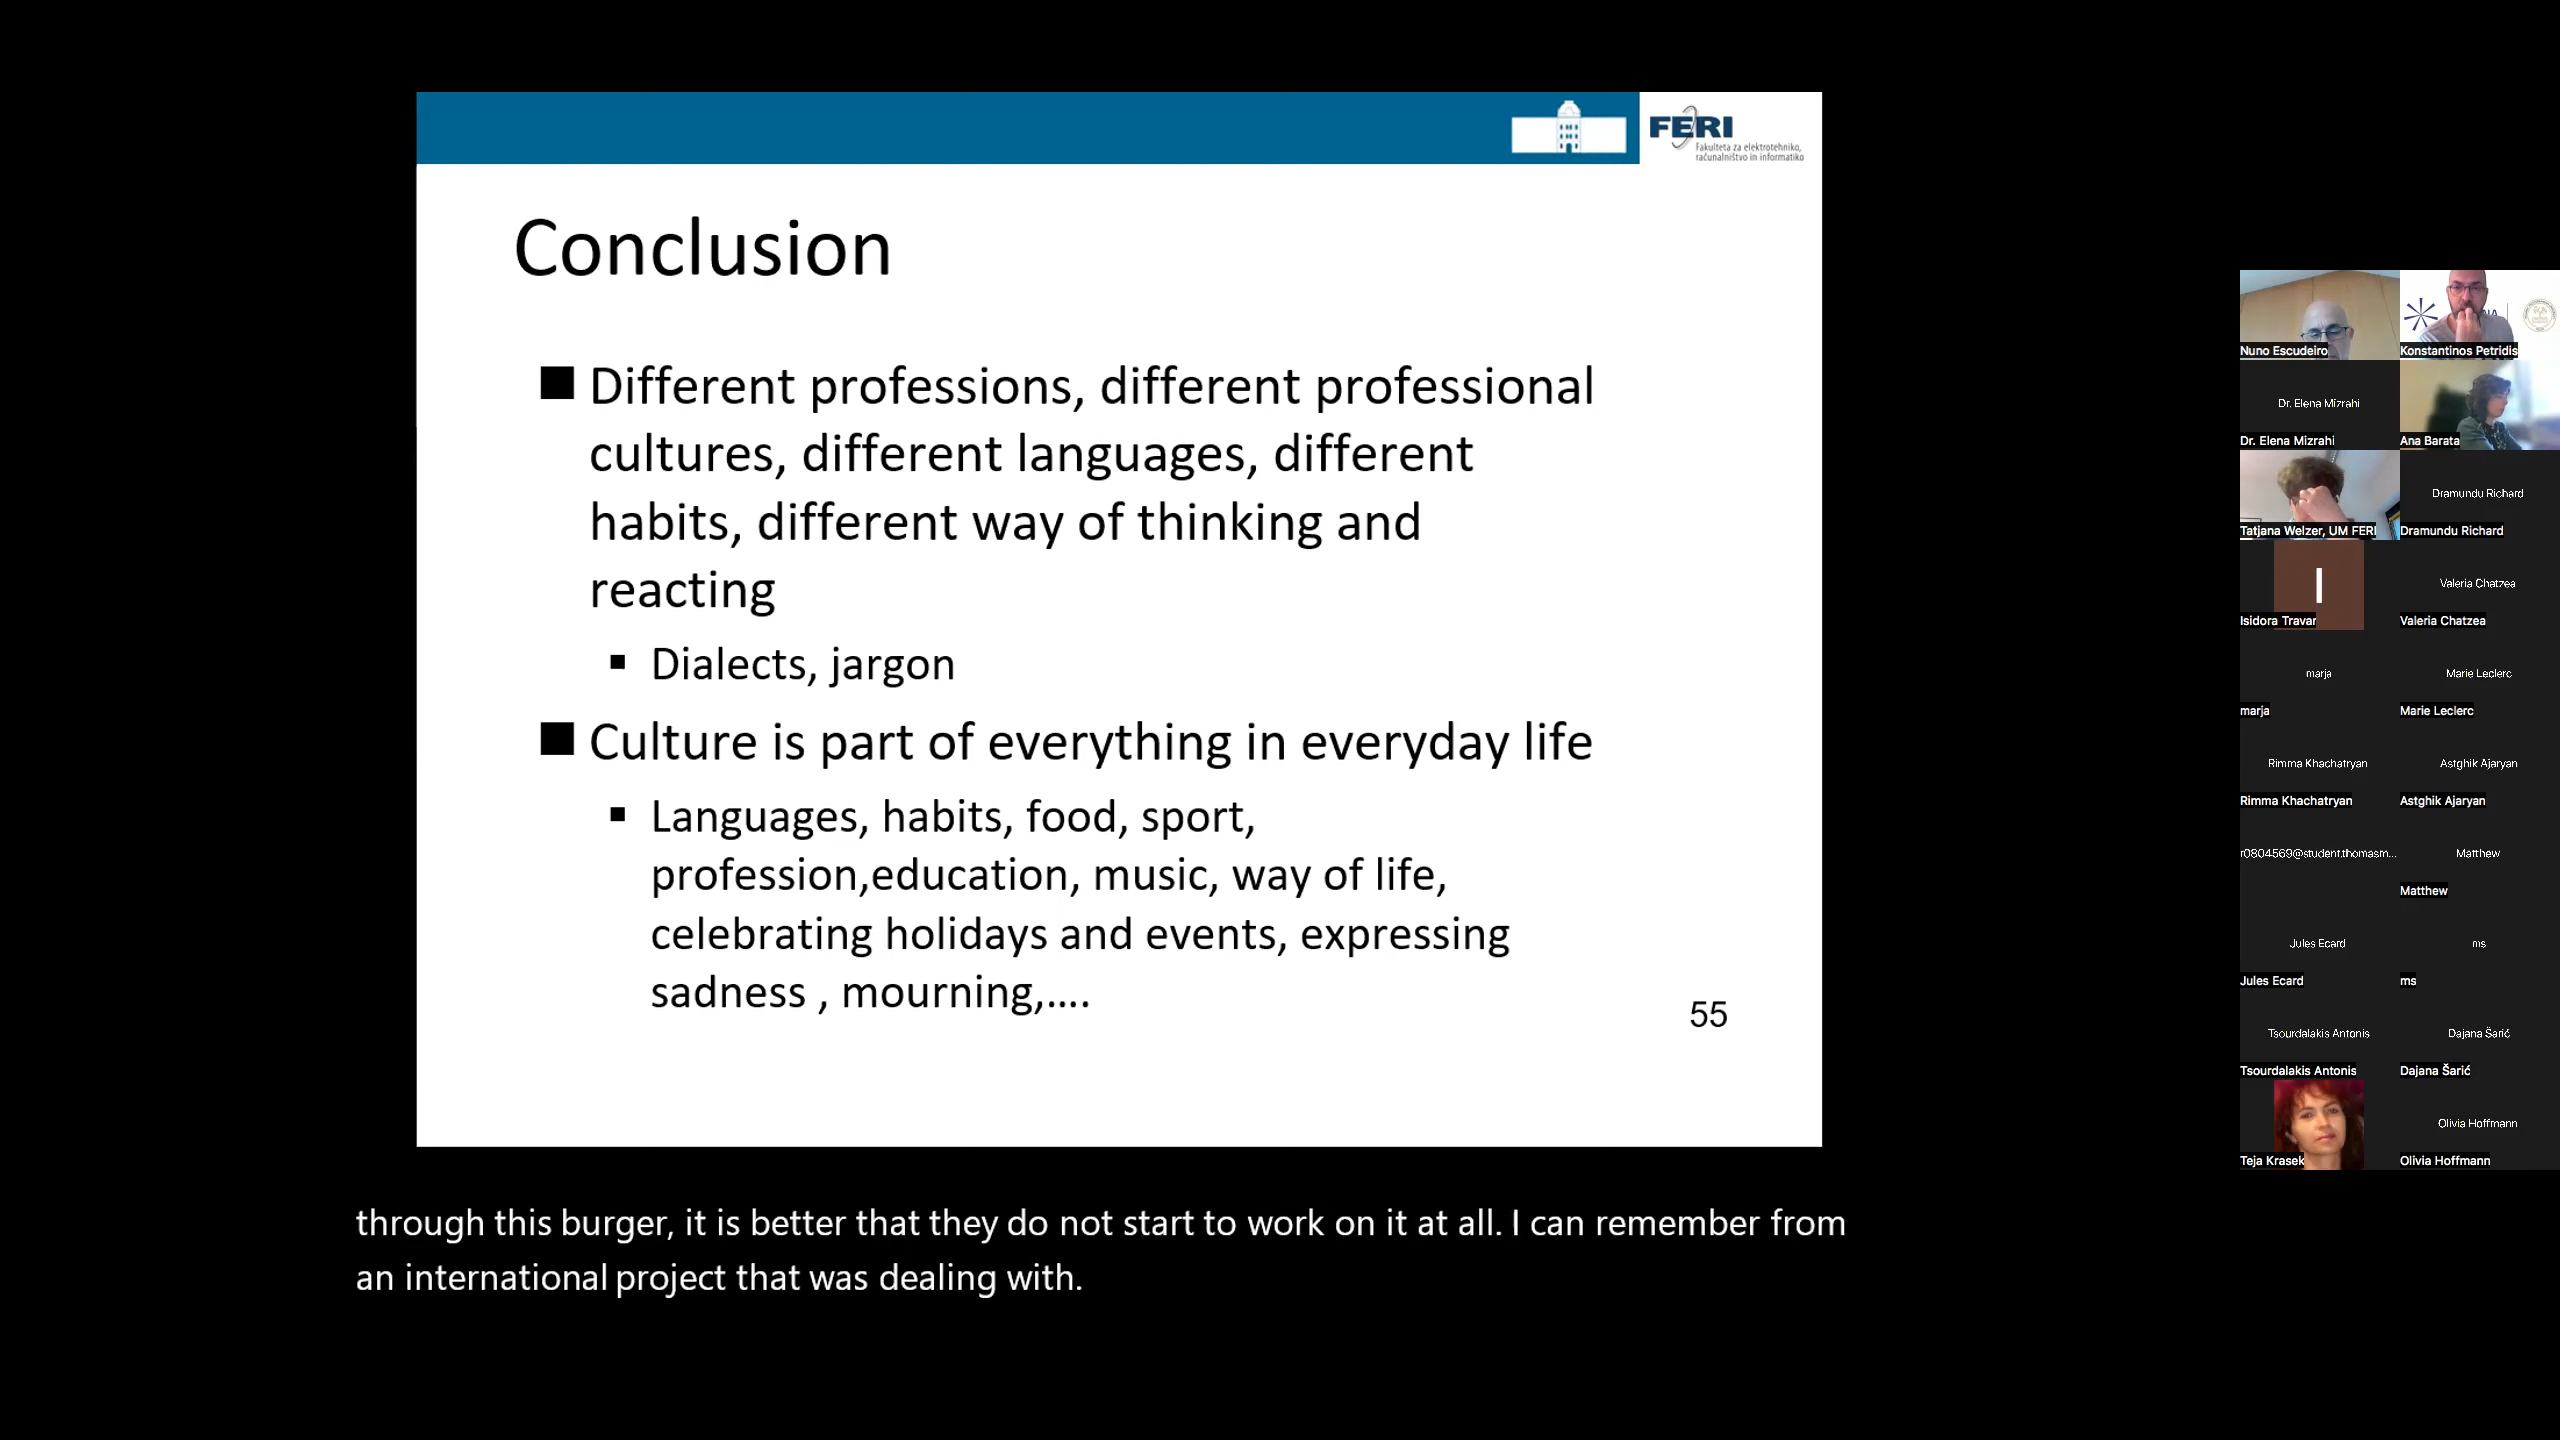 FERI
Fakulteta za elektrotehniko,
računalništvo in informatiko
Conclusion
Different professions, different professional
cultures, different languages, different
habits, different way of thinking and
reacting
Dialects, jargon
Culture is part of everything in everyday life
Languages, habits, food, sport,
profession,education, music, way of life,
celebrating holidays and events, expressing
sadness , mourning,....
55
through this burger, it is better that they do not start to work on it at all. I can remember from
an international project that was dealing with.
Nuno Escudeiro
Konstantinos Petridis
Dr. Elena Mizrahi
Dr. Elena Mizrahi
Ana Barata
Tatjana Welzer, UM FERI
Dramundu Richard
Dramundu Richard
I
Isidora Travar
Valeria Chatzea
Valeria Chatzea
marja
marja
Marie Leclerc
Marie Leclerc
Rimma Khachatryan
Rimma Khachatryan
Astghik Ajaryan
Astghik Ajaryan
r0804569@student.thomasm...
Matthew
Matthew
Jules Ecard
Jules Ecard
ms
ms
Tsourdalakis Antonis
Tsourdalakis Antonis
Dajana Šarić
Dajana Šarić
Teja Krasek
Olivia Hoffmann
Olivia Hoffmann